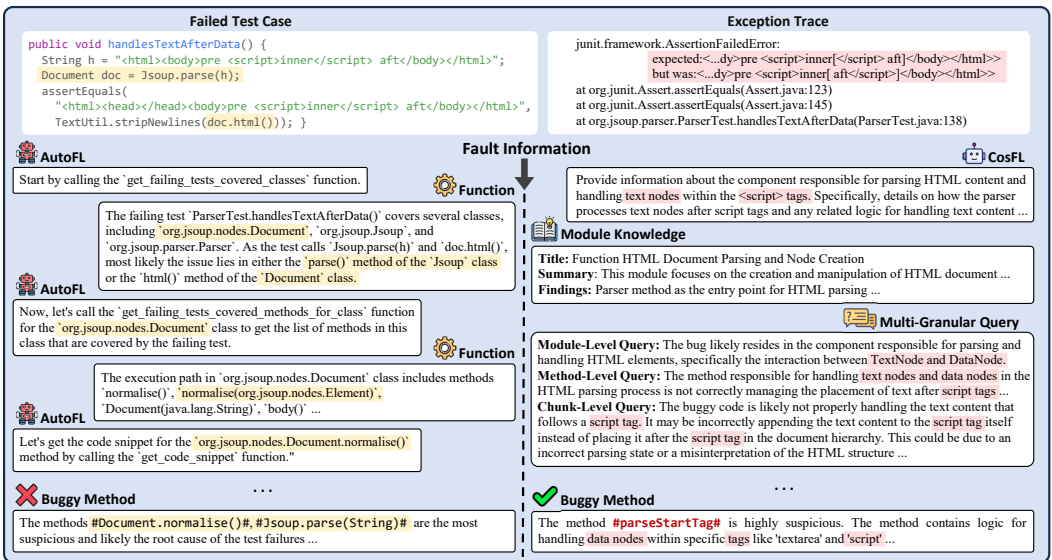 Failed Test Case
public void handlesTextAfterData() {
String h = "<html><body>pre <script>inner</script> aft</body></html>";
Document doc = Jsoup.parse(h);
assertEquals(
"<html><head></head><body>pre <script>inner</script> aft</body></html>",
TextUtil.stripNewlines(doc.html())); }
Exception Trace
junit.framework.AssertionFailedError:
expected:<...dy>pre <script>inner[</script> aft]</body></html>>
but was:<...dy>pre <script>inner[ aft</script>]</body></html>>
at org.junit.Assert.assertEquals(Assert.java:123)
at org.junit.Assert.assertEquals(Assert.java:145)
at org.jsoup.parser.ParserTest.handlesTextAfterData(ParserTest.java:138)
Fault Information
AutoFL
Start by calling the `get_failing_tests_covered_classes` function.
Function
The failing test `ParserTest.handlesTextAfterData()` covers several classes,
including `org.jsoup.nodes.Document`, `org.jsoup.Jsoup`, and
`org.jsoup.parser.Parser`. As the test calls `Jsoup.parse(h)` and `doc.html()`,
most likely the issue lies in either the `parse()` method of the `Jsoup` class
or the `html()` method of the `Document` class.
AutoFL
Now, let's call the `get_failing_tests_covered_methods_for_class` function
for the `org.jsoup.nodes.Document` class to get the list of methods in this
class that are covered by the failing test.
Function
The execution path in `org.jsoup.nodes.Document` class includes methods
`normalise()`, `normalise(org.jsoup.nodes.Element)`,
`Document(java.lang.String)`, `body()` ...
AutoFL
Let's get the code snippet for the `org.jsoup.nodes.Document.normalise()`
method by calling the `get_code_snippet` function."
...
Buggy Method
The methods #Document.normalise()#, #Jsoup.parse(String)# are the most
suspicious and likely the root cause of the test failures ...
CosFL
Provide information about the component responsible for parsing HTML content and
handling text nodes within the <script> tags. Specifically, details on how the parser
processes text nodes after script tags and any related logic for handling text content ...
Module Knowledge
Title: Function HTML Document Parsing and Node Creation
Summary: This module focuses on the creation and manipulation of HTML document ...
Findings: Parser method as the entry point for HTML parsing ...
Multi-Granular Query
Module-Level Query: The bug likely resides in the component responsible for parsing and
handling HTML elements, specifically the interaction between TextNode and DataNode.
Method-Level Query: The method responsible for handling text nodes and data nodes in the
HTML parsing process is not correctly managing the placement of text after script tags ...
Chunk-Level Query: The buggy code is likely not properly handling the text content that
follows a script tag. It may be incorrectly appending the text content to the script tag itself
instead of placing it after the script tag in the document hierarchy. This could be due to an
incorrect parsing state or a misinterpretation of the HTML structure ...
...
Buggy Method
The method #parseStartTag# is highly suspicious. The method contains logic for
handling data nodes within specific tags like 'textarea' and 'script' ...